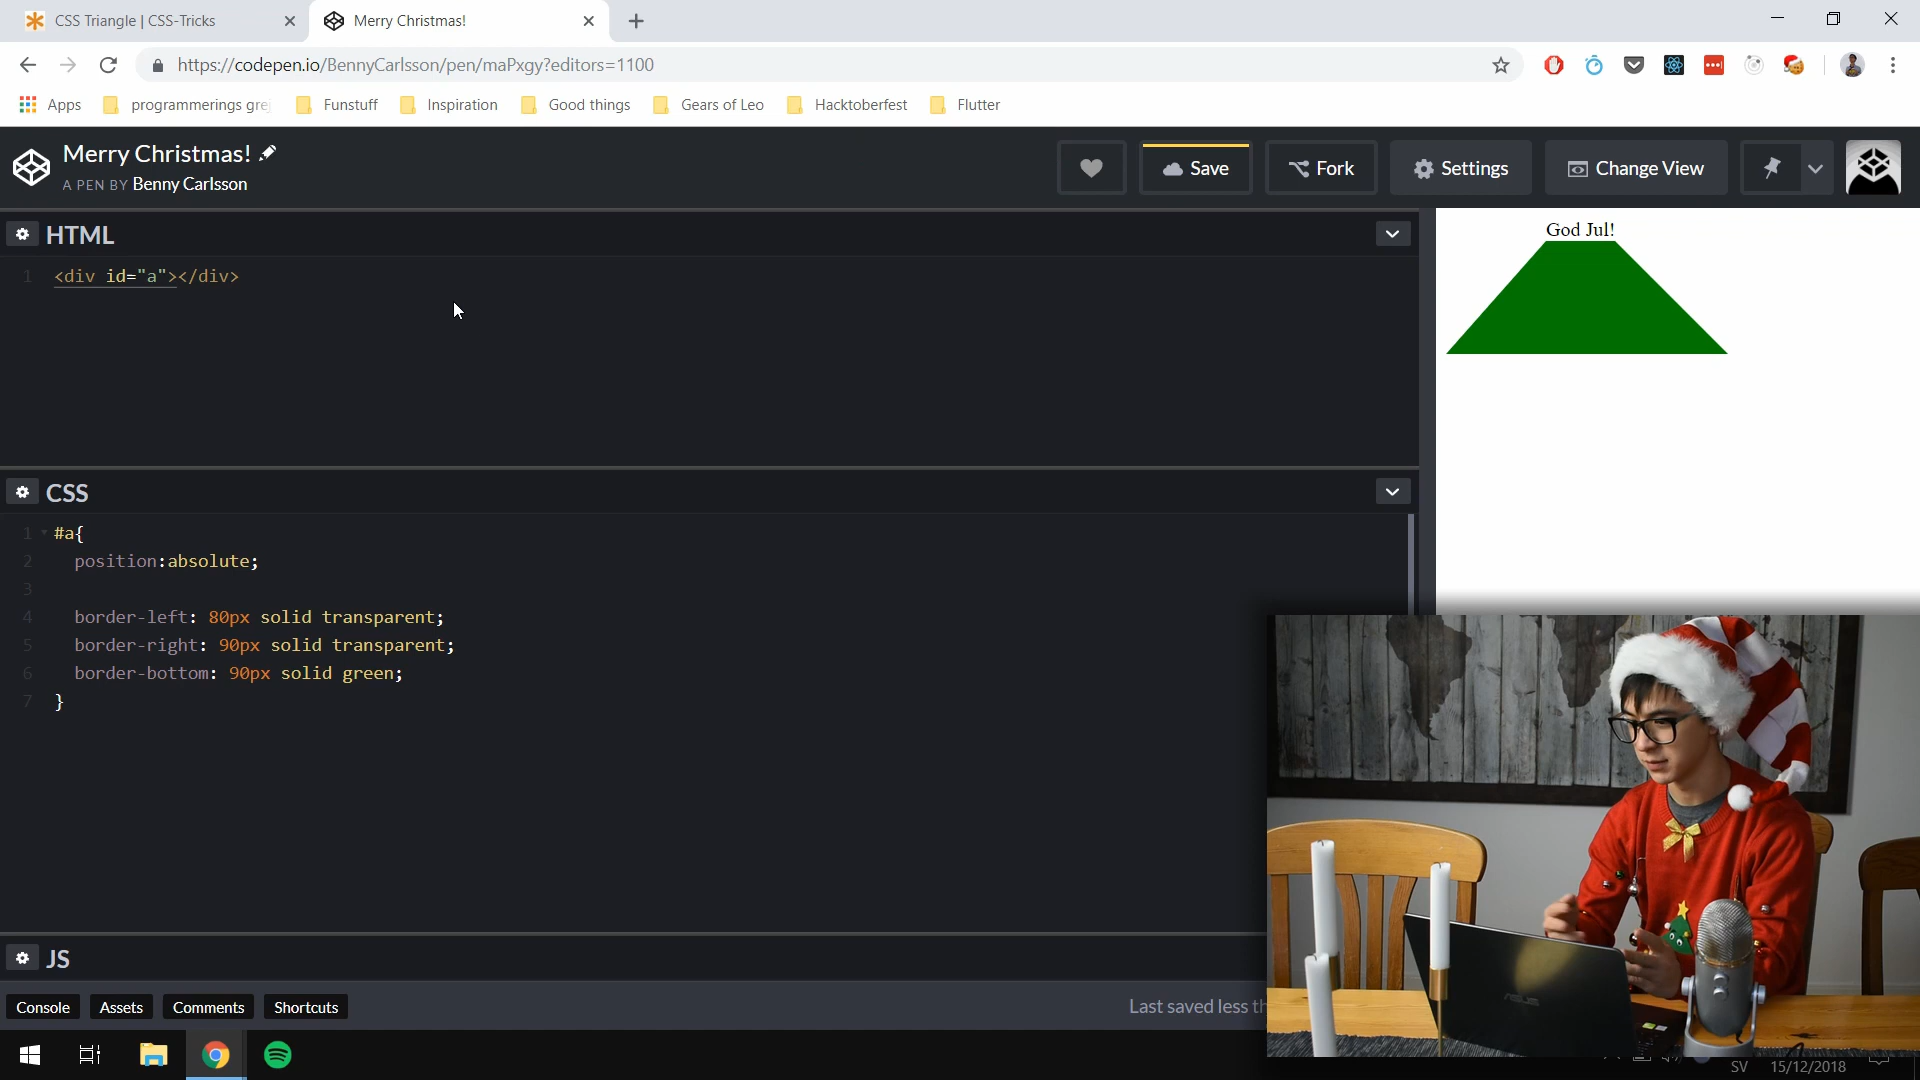 CSS Triangle | CSS-Tricks
Merry Christmas!
https://codepen.io/BennyCarlsson/pen/maPxgy?editors=1100
Apps
programmerings gre
Funstuff
Inspiration
Good things
Gears of Leo
Hacktoberfest
Flutter
Merry Christmas!
A PEN BY Benny Carlsson
Save
Fork
Settings
Change View
HTML
1 <div id="a"></div>
God Jul!
CSS
1 #a{
2 position:absolute;
3
4 border-left: 80px solid transparent;
5 border-right: 90px solid transparent;
6 border-bottom: 90px solid green;
7 }
JS
Console
Assets
Comments
Shortcuts
Last saved less th
ASUS
SV
15/12/2018